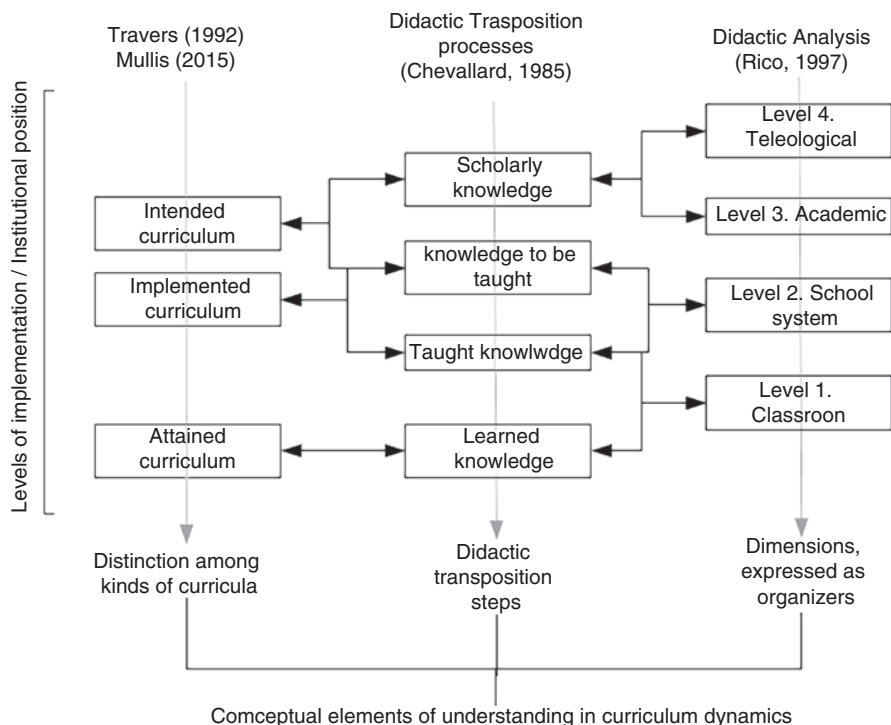 Travers (1992)
Mullis (2015)
Didactic Trasposition
processes
(Chevallard, 1985)
Didactic Analysis
(Rico, 1997)
Levels of implementation / Institutional position
Intended
curriculum
Implemented
curriculum
Attained
curriculum
Scholarly
knowledge
knowledge to be
taught
Taught knowlwdge
Learned
knowledge
Level 4.
Teleological
Level 3. Academic
Level 2. School
system
Level 1.
Classroon
Distinction among
kinds of curricula
Didactic
transposition
steps
Dimensions,
expressed as
organizers
Comceptual elements of understanding in curriculum dynamics